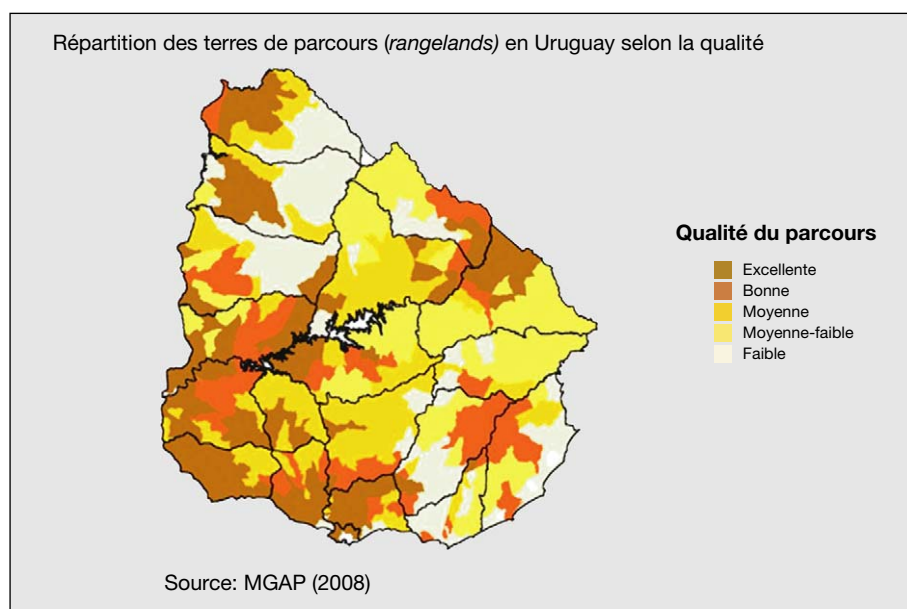 Répartition des terres de parcours (rangelands) en Uruguay selon la qualité
Qualité du parcours
Excellente
Bonne
Moyenne
Moyenne-faible
Faible
Source: MGAP (2008)